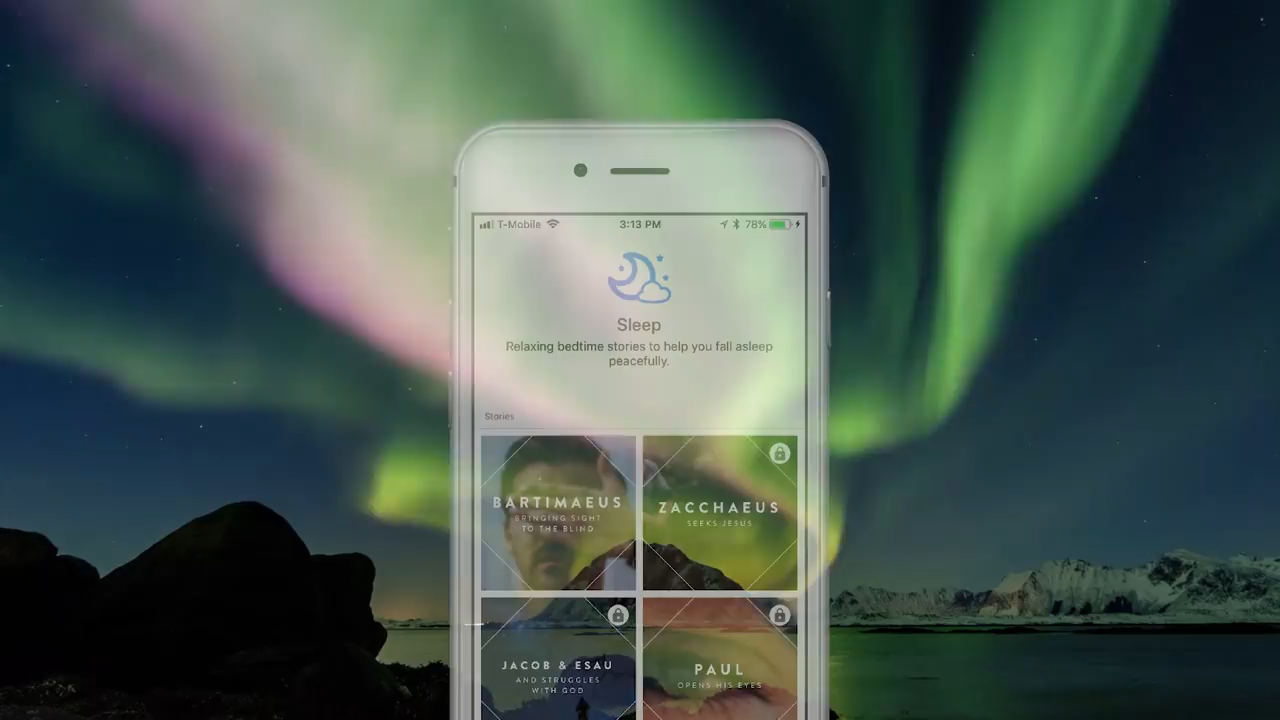 T-Mobile 3:13 PM 78%
Sleep
Relaxing bedtime stories to help you fall asleep
peacefully.
Stories
BARTIMAEUS
BRINGING SIGHT
TO THE BLIND
ZACCHAEUS
SEEKS JESUS
JACOB & ESAU
AND STRUGGLES
WITH GOD
PAUL
OPENS HIS EYES